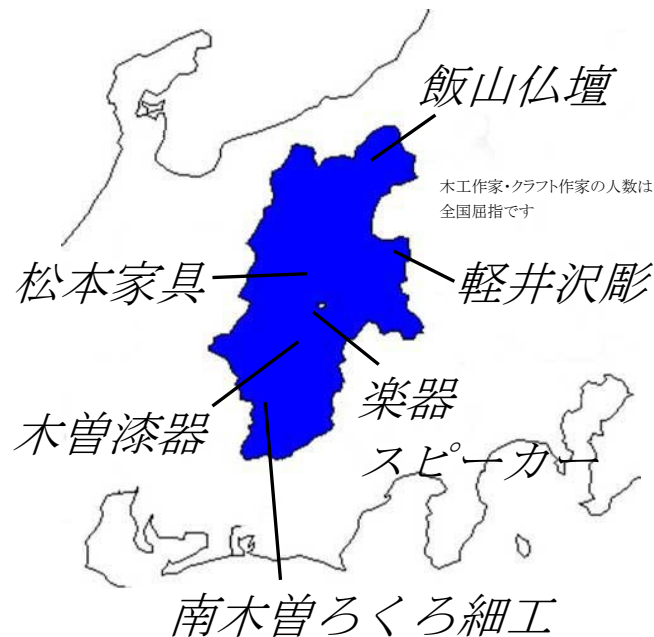 飯山仏壇
木工作家・クラフト作家の人数は
全国屈指です
松本家具
軽井沢彫
楽器
スピーカー
木曽漆器
南木曽ろくろ細工